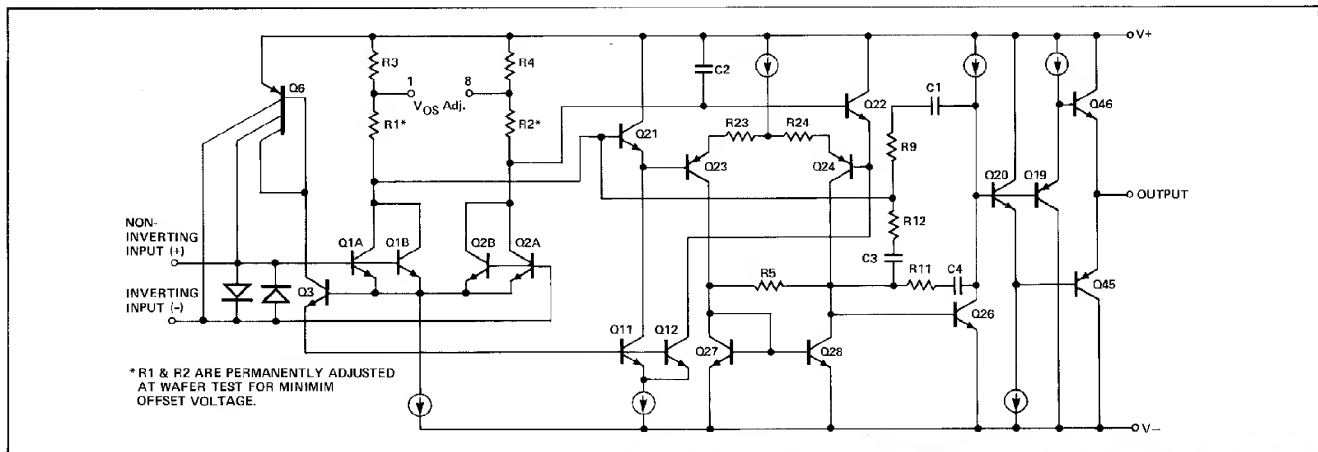 V+
R3
R4
C2
Q6
1
8
VOS Adj.
C1
Q46
R1*
R2*
Q21
Q22
R23
R24
R9
Q23
Q24
Q20
Q19
OUTPUT
R12
NON-
INVERTING
INPUT (+)
Q1A
Q1B
Q2B
Q2A
C3
R11
C4
R5
Q3
Q45
INVERTING
INPUT (–)
Q26
Q11
Q12
Q27
Q28
* R1 & R2 ARE PERMANENTLY ADJUSTED
AT WAFER TEST FOR MINIMIM
OFFSET VOLTAGE.
V–